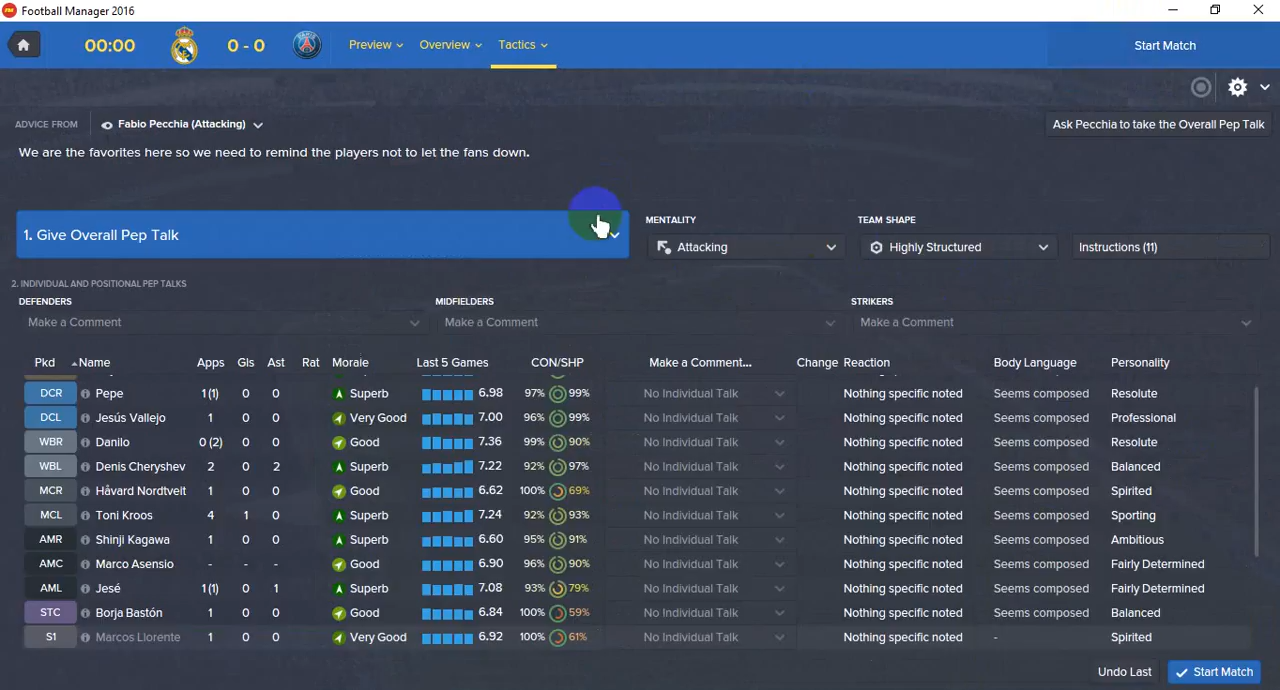 Football Manager 2016
00:00 0 - 0 Preview Overview Tactics Start Match
ADVICE FROM Fabio Pecchia (Attacking) Ask Pecchia to take the Overall Pep Talk
We are the favorites here so we need to remind the players not to let the fans down.
1. Give Overall Pep Talk
MENTALITY TEAM SHAPE
Attacking Highly Structured Instructions (11)
2. INDIVIDUAL AND POSITIONAL PEP TALKS
DEFENDERS MIDFIELDERS STRIKERS
Make a Comment Make a Comment Make a Comment
Pkd Name Apps Gls Ast Rat Morale Last 5 Games CON/SHP Make a Comment... Change Reaction Body Language Personality
DCR Pepe 1(1) 0 0 Superb 6.98 97% 99% No Individual Talk Nothing specific noted Seems composed Resolute
DCL Jesús Vallejo 1 0 0 Very Good 7.00 96% 99% No Individual Talk Nothing specific noted Seems composed Professional
WBR Danilo 0 (2) 0 0 Good 7.36 99% 90% No Individual Talk Nothing specific noted Seems composed Resolute
WBL Denis Cheryshev 2 0 2 Superb 7.22 92% 97% No Individual Talk Nothing specific noted Seems composed Balanced
MCR Håvard Nordtveit 1 0 0 Good 6.62 100% 69% No Individual Talk Nothing specific noted Seems composed Spirited
MCL Toni Kroos 4 1 0 Superb 7.24 92% 93% No Individual Talk Nothing specific noted Seems composed Sporting
AMR Shinji Kagawa 1 0 0 Superb 6.60 95% 91% No Individual Talk Nothing specific noted Seems composed Ambitious
AMC Marco Asensio - - - Good 6.90 96% 90% No Individual Talk Nothing specific noted Seems composed Fairly Determined
AML Jesé 1(1) 0 1 Superb 7.08 93% 79% No Individual Talk Nothing specific noted Seems composed Fairly Determined
STC Borja Bastón 1 0 0 Good 6.84 100% 59% No Individual Talk Nothing specific noted Seems composed Balanced
S1 Marcos Llorente 1 0 0 Very Good 6.92 100% 61% No Individual Talk Nothing specific noted - Spirited
Undo Last Start Match